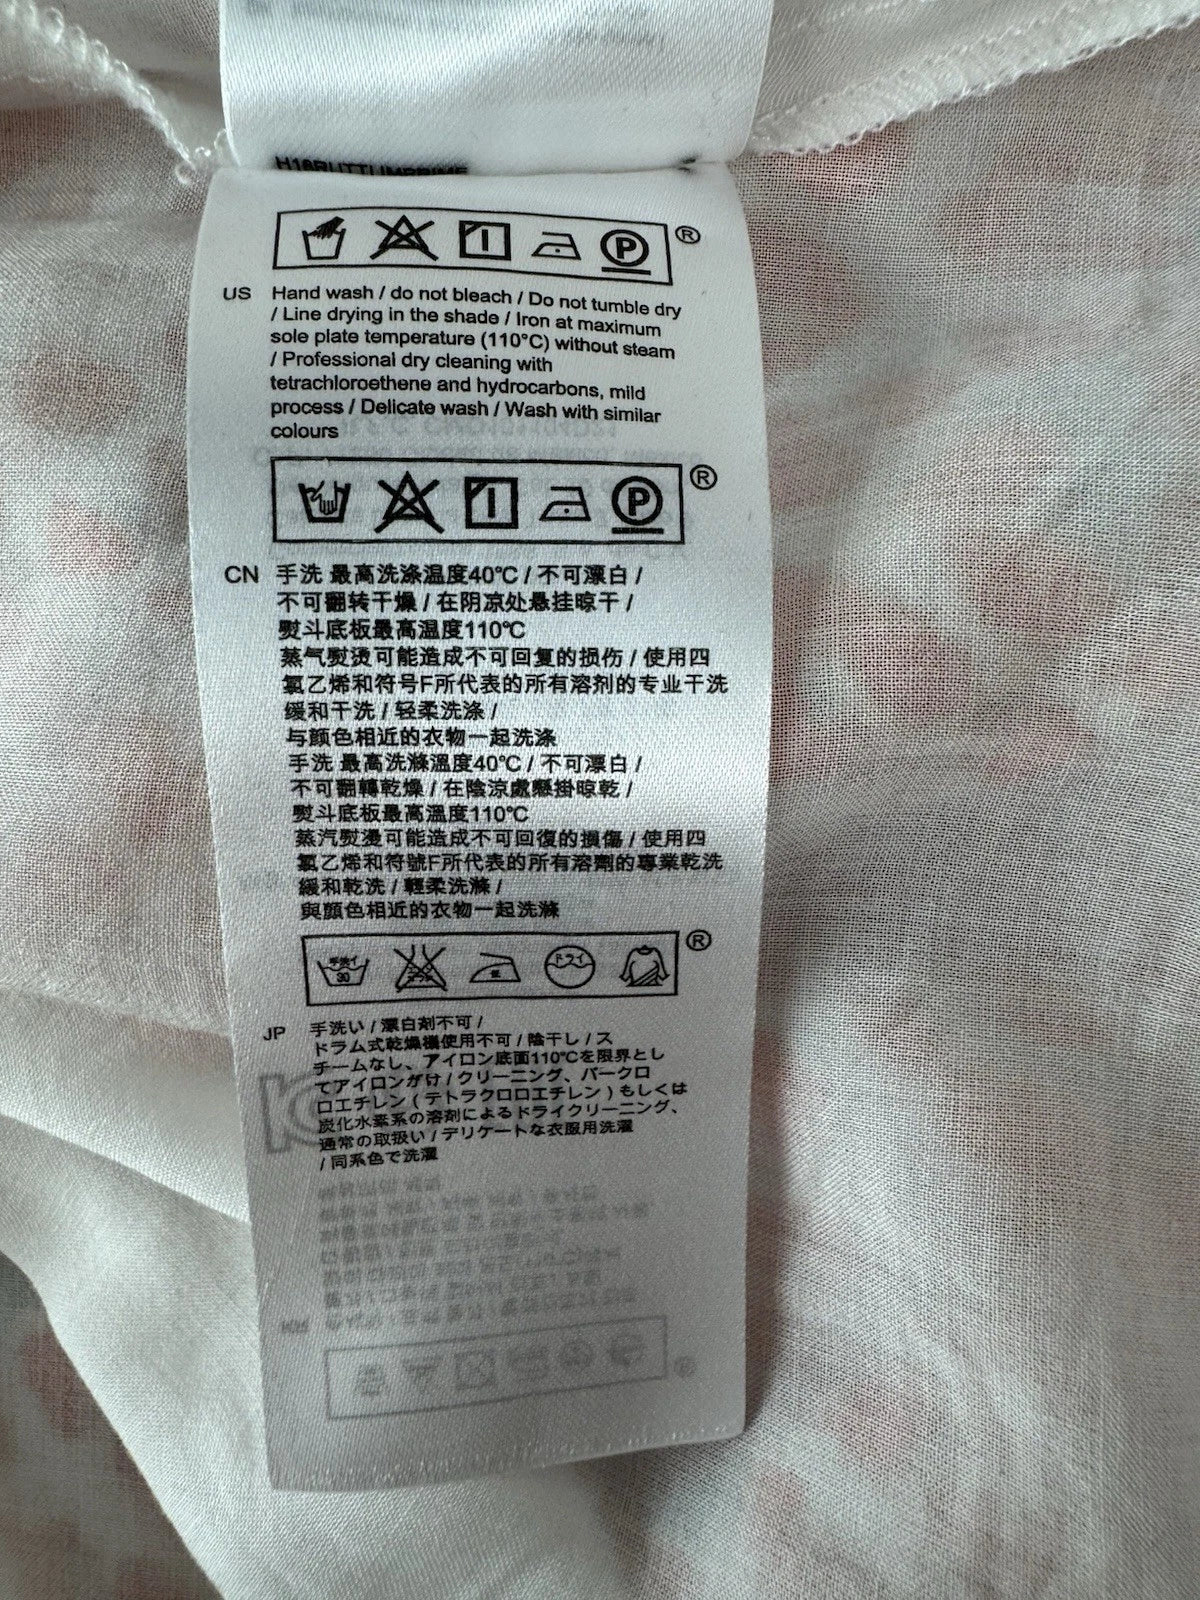 H16RUTTUMPRIME
P
®
US Hand wash / do not bleach / Do not tumble dry
/ Line drying in the shade / Iron at maximum
sole plate temperature (110°C) without steam
/ Professional dry cleaning with
tetrachloroethene and hydrocarbons, mild
process / Delicate wash / Wash with similar
colours
P
®
CN 手洗 最高洗涤温度40℃ / 不可漂白 /
不可翻转干燥 / 在阴凉处悬挂晾干 /
熨斗底板最高温度110℃
蒸气熨烫可能造成不可回复的损伤 / 使用四
氯乙烯和符号F所代表的所有溶剂的专业干洗
缓和干洗 / 轻柔洗涤 /
与颜色相近的衣物一起洗涤
手洗 最高洗滌溫度40℃ / 不可漂白 /
不可翻轉乾燥 / 在陰涼處懸掛晾乾 /
熨斗底板最高溫度110℃
蒸汽熨燙可能造成不可回復的損傷 / 使用四
氯乙烯和符號F所代表的所有溶劑的專業乾洗
緩和乾洗 / 輕柔洗滌 /
與顏色相近的衣物一起洗滌
手洗イ 30 低 ドライ
®
JP 手洗い / 漂白剤不可 /
ドラム式乾燥機使用不可 / 陰干し / ス
チームなし、アイロン底面110℃を限界とし
てアイロンがけ / クリーニング、パークロ
ロエチレン ( テトラクロロエチレン ) もしくは
炭化水素系の溶剤によるドライクリーニング、
通常の取扱い / デリケートな衣服用洗濯
/ 同系色で洗濯